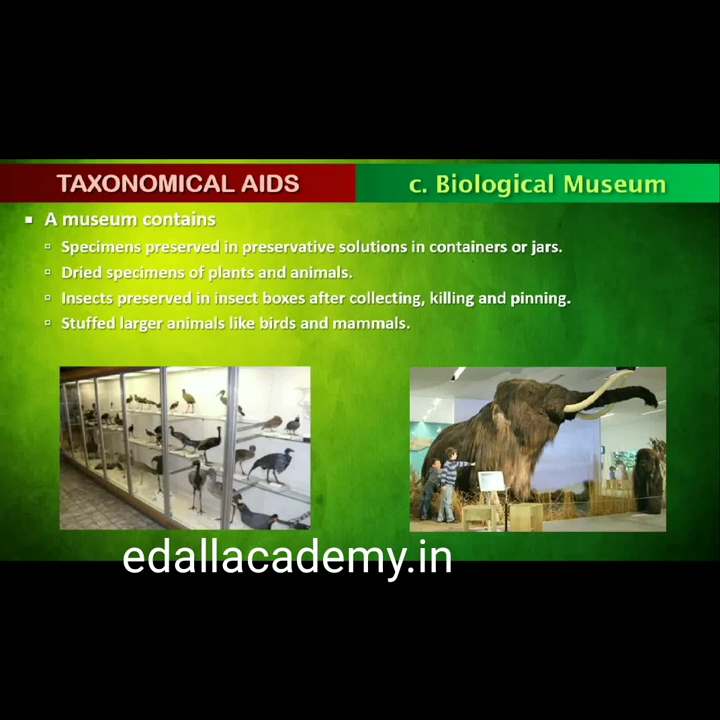 TAXONOMICAL AIDS
c. Biological Museum
A museum contains
Specimens preserved in preservative solutions in containers or jars.
Dried specimens of plants and animals.
Insects preserved in insect boxes after collecting, killing and pinning.
Stuffed larger animals like birds and mammals.
edallacademy.in